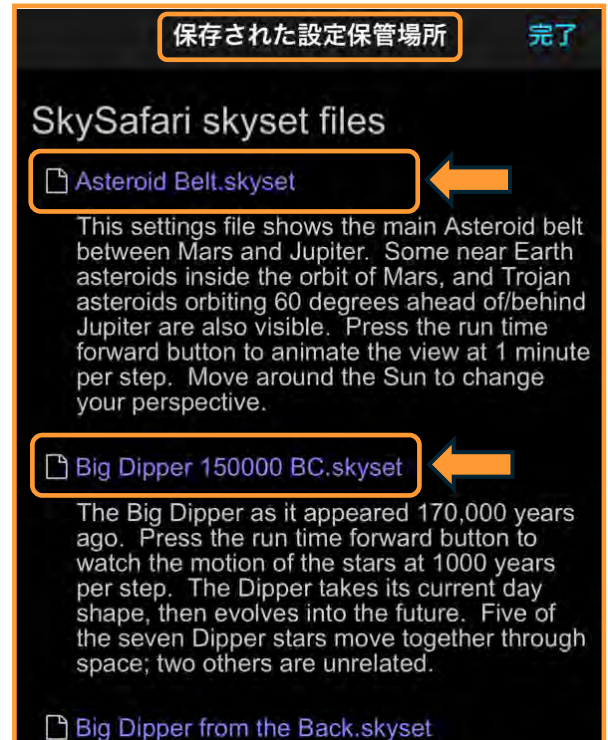 保存された設定保管場所
完了
SkySafari skyset files
Asteroid Belt.skyset
This settings file shows the main Asteroid belt
between Mars and Jupiter. Some near Earth
asteroids inside the orbit of Mars, and Trojan
asteroids orbiting 60 degrees ahead of/behind
Jupiter are also visible. Press the run time
forward button to animate the view at 1 minute
per step. Move around the Sun to change
your perspective.
Big Dipper 150000 BC.skyset
The Big Dipper as it appeared 170,000 years
ago. Press the run time forward button to
watch the motion of the stars at 1000 years
per step. The Dipper takes its current day
shape, then evolves into the future. Five of
the seven Dipper stars move together through
space; two others are unrelated.
Big Dipper from the Back.skyset